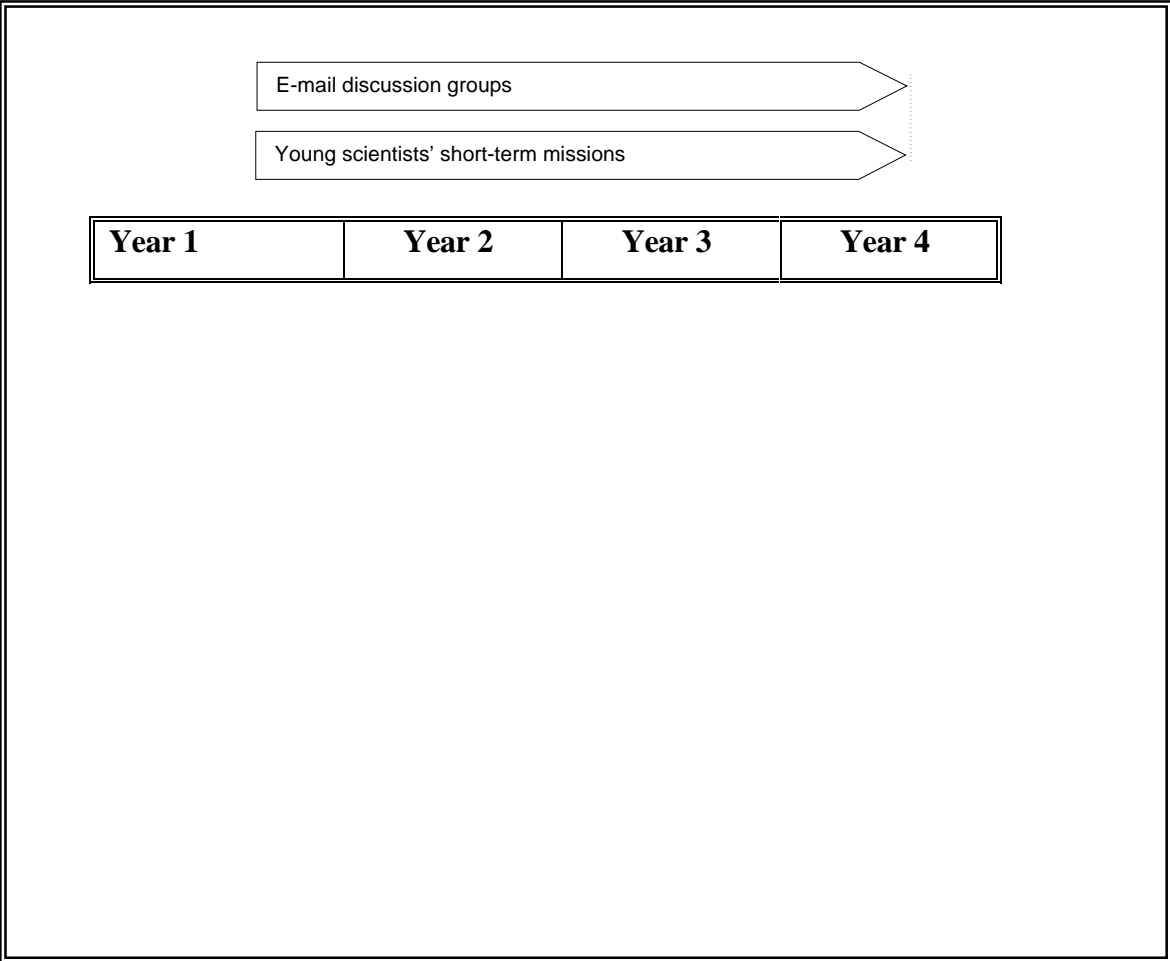 E-mail discussion groups
Young scientists’ short-term missions
Year 1 Year 2 Year 3 Year 4